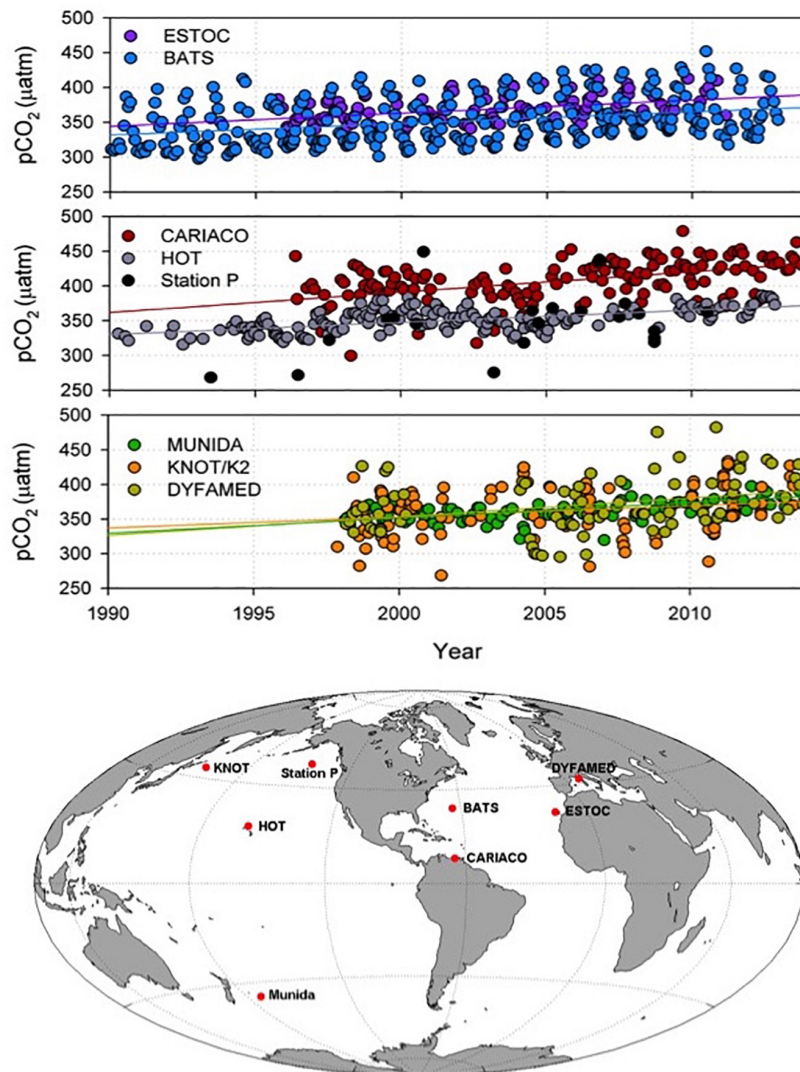 500
450
400
350
300
250
pCO₂ (µatm)
ESTOC
BATS
500
450
400
350
300
250
pCO₂ (µatm)
CARIACO
HOT
Station P
500
450
400
350
300
250
pCO₂ (µatm)
MUNIDA
KNOT/K2
DYFAMED
1990 1995 2000 2005 2010
Year
KNOT
Station P
DYFAMED
BATS
ESTOC
HOT
CARIACO
Munida